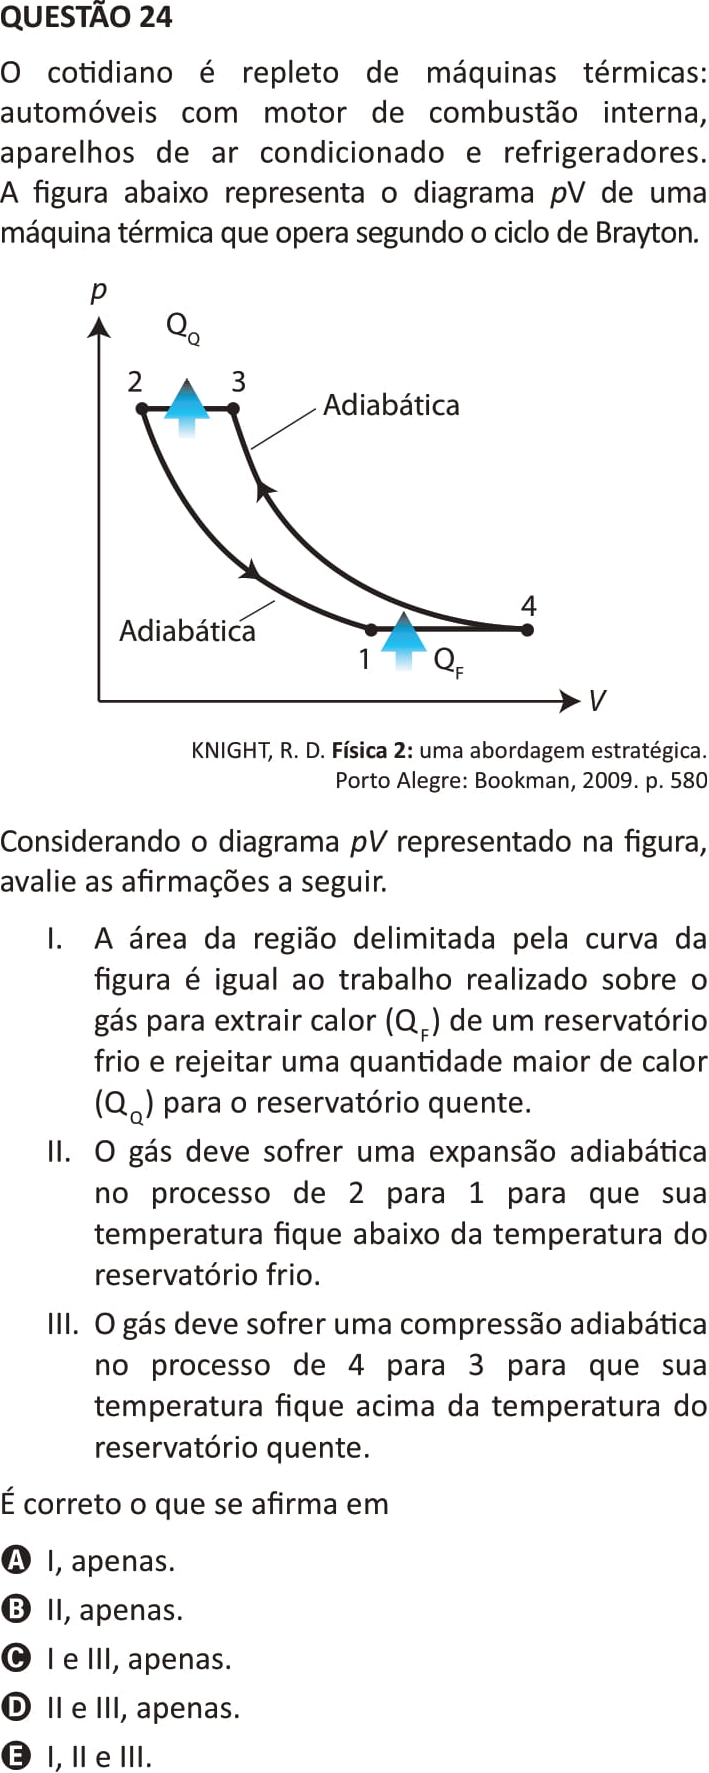 QUESTÃO 24
O cotidiano é repleto de máquinas térmicas:
automóveis com motor de combustão interna,
aparelhos de ar condicionado e refrigeradores.
A figura abaixo representa o diagrama pV de uma
máquina térmica que opera segundo o ciclo de Brayton.
p
Q_Q
2
3
Adiabática
4
Adiabática
1
Q_F
V
KNIGHT, R. D. Física 2: uma abordagem estratégica.
Porto Alegre: Bookman, 2009. p. 580
Considerando o diagrama pV representado na figura,
avalie as afirmações a seguir.
I. A área da região delimitada pela curva da
figura é igual ao trabalho realizado sobre o
gás para extrair calor (Q_F) de um reservatório
frio e rejeitar uma quantidade maior de calor
(Q_Q) para o reservatório quente.
II. O gás deve sofrer uma expansão adiabática
no processo de 2 para 1 para que sua
temperatura fique abaixo da temperatura do
reservatório frio.
III. O gás deve sofrer uma compressão adiabática
no processo de 4 para 3 para que sua
temperatura fique acima da temperatura do
reservatório quente.
É correto o que se afirma em
A I, apenas.
B II, apenas.
C I e III, apenas.
D II e III, apenas.
E I, II e III.